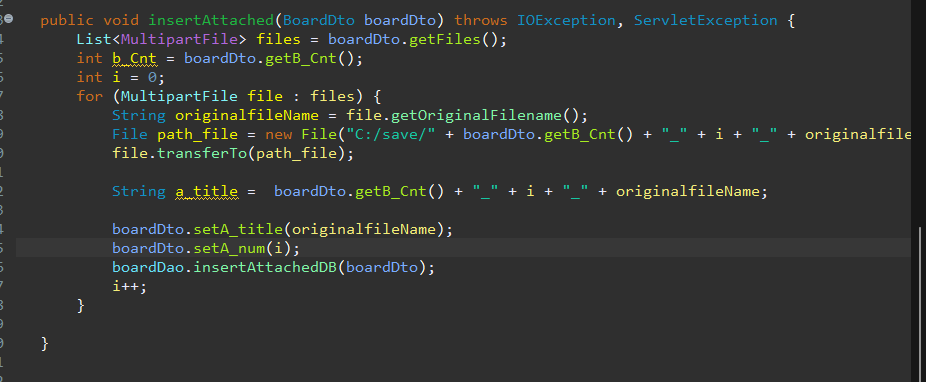 public void insertAttached(BoardDto boardDto) throws IOException, ServletException {
List<MultipartFile> files = boardDto.getFiles();
int b_Cnt = boardDto.getB_Cnt();
int i = 0;
for (MultipartFile file : files) {
String originalfileName = file.getOriginalFilename();
File path_file = new File("C:/save/" + boardDto.getB_Cnt() + "_" + i + "_" + originalfile
file.transferTo(path_file);
String a_title =  boardDto.getB_Cnt() + "_" + i + "_" + originalfileName;
boardDto.setA_title(originalfileName);
boardDto.setA_num(i);
boardDao.insertAttachedDB(boardDto);
i++;
}
}